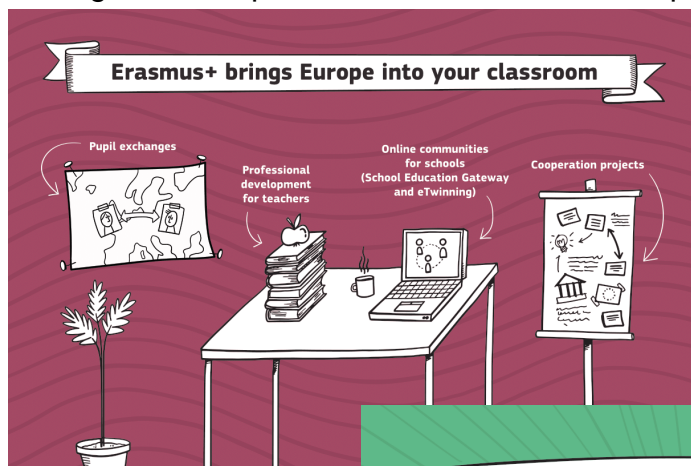 Erasmus+ brings Europe into your classroom
Pupil exchanges
Professional
development
for teachers
Online communities
for schools
(School Education Gateway
and eTwinning)
Cooperation projects